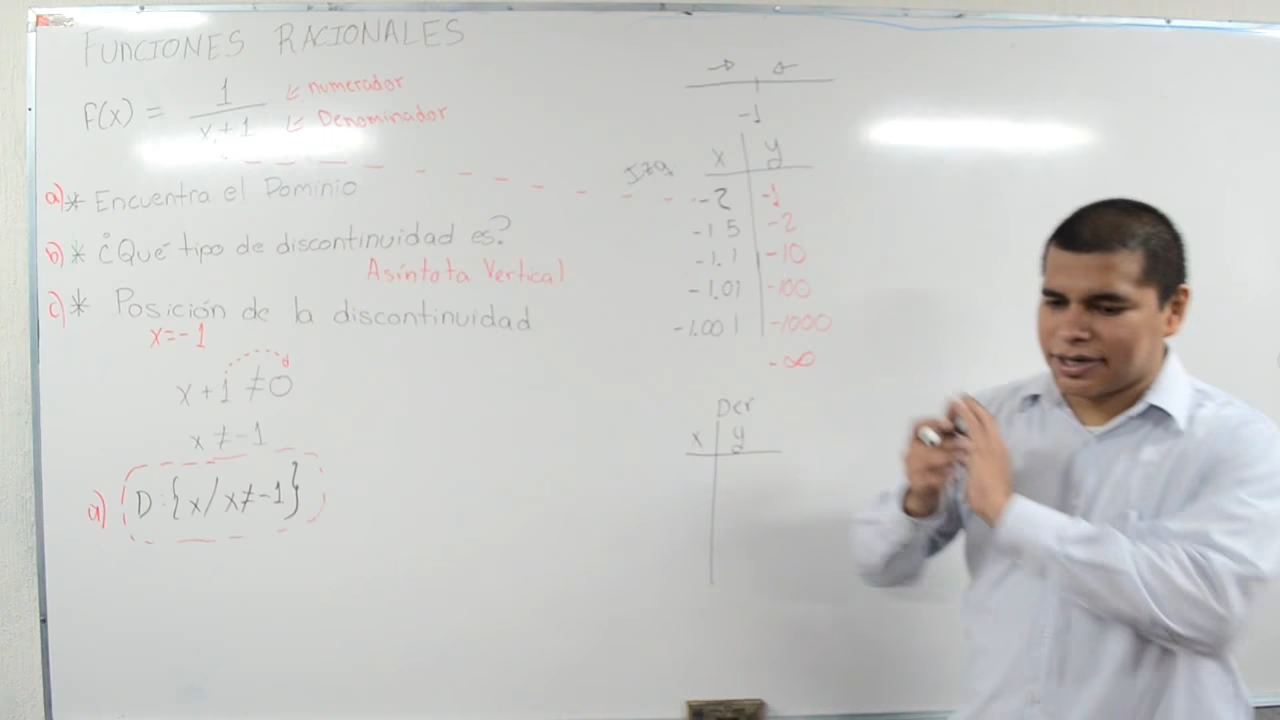 FUNCIONES RACIONALES
f(x) = 1 / x + 1
← numerador
← Denominador
a) * Encuentra el Dominio
b) * ¿Qué tipo de discontinuidad es?
Asíntota Vertical
c) * Posición de la discontinuidad
x = -1
x + 1 ≠ 0
x ≠ -1
a) D: {x / x ≠ -1}
→ ←
-1
Izq
x y
-2 -1
-1.5 -2
-1.1 -10
-1.01 -100
-1.001 -1000
-∞
Der
x y